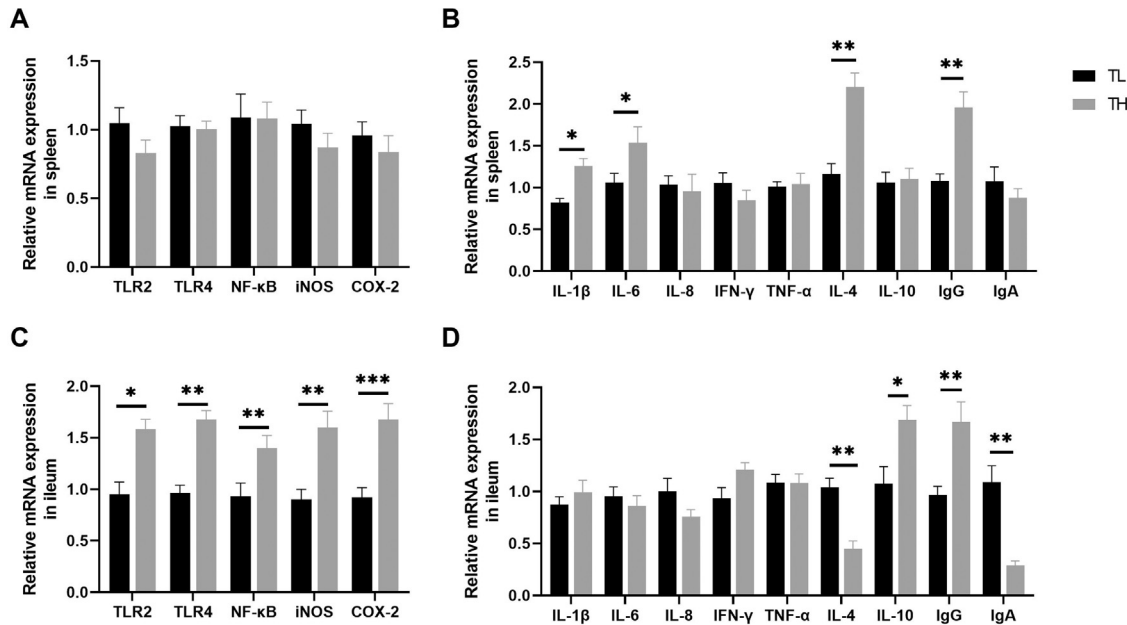 A
Relative mRNA expression
in spleen
1.5
1.0
0.5
0.0
TLR2 TLR4 NF-κB iNOS COX-2
B
Relative mRNA expression
in spleen
2.5
2.0
1.5
1.0
0.5
0.0
* * ** **
IL-1β IL-6 IL-8 IFN-γ TNF-α IL-4 IL-10 IgG IgA
TL
TH
C
Relative mRNA expression
in ileum
2.0
1.5
1.0
0.5
0.0
* ** ** ** ***
TLR2 TLR4 NF-κB iNOS COX-2
D
Relative mRNA expression
in ileum
2.0
1.5
1.0
0.5
0.0
** * ** **
IL-1β IL-6 IL-8 IFN-γ TNF-α IL-4 IL-10 IgG IgA